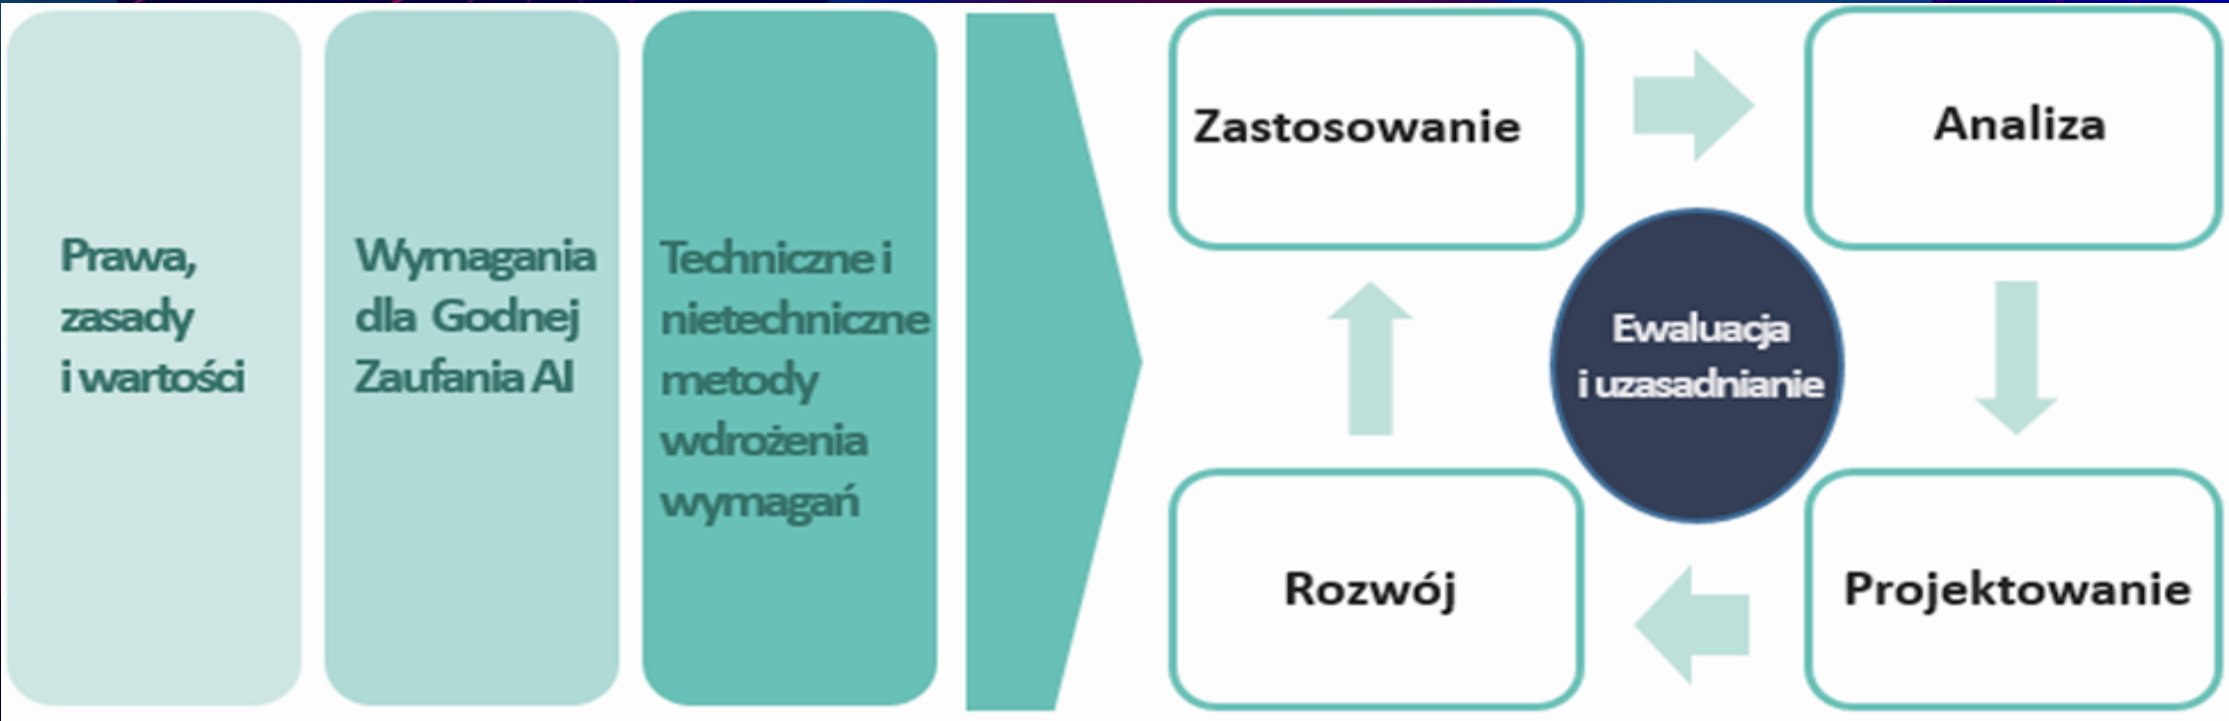 Prawa,
zasady
i wartości
Wymagania
dla Godnej
Zaufania AI
Techniczne i
nietechniczne
metody
wdrożenia
wymagań
Zastosowanie
Analiza
Ewaluacja
i uzasadnianie
Rozwój
Projektowanie